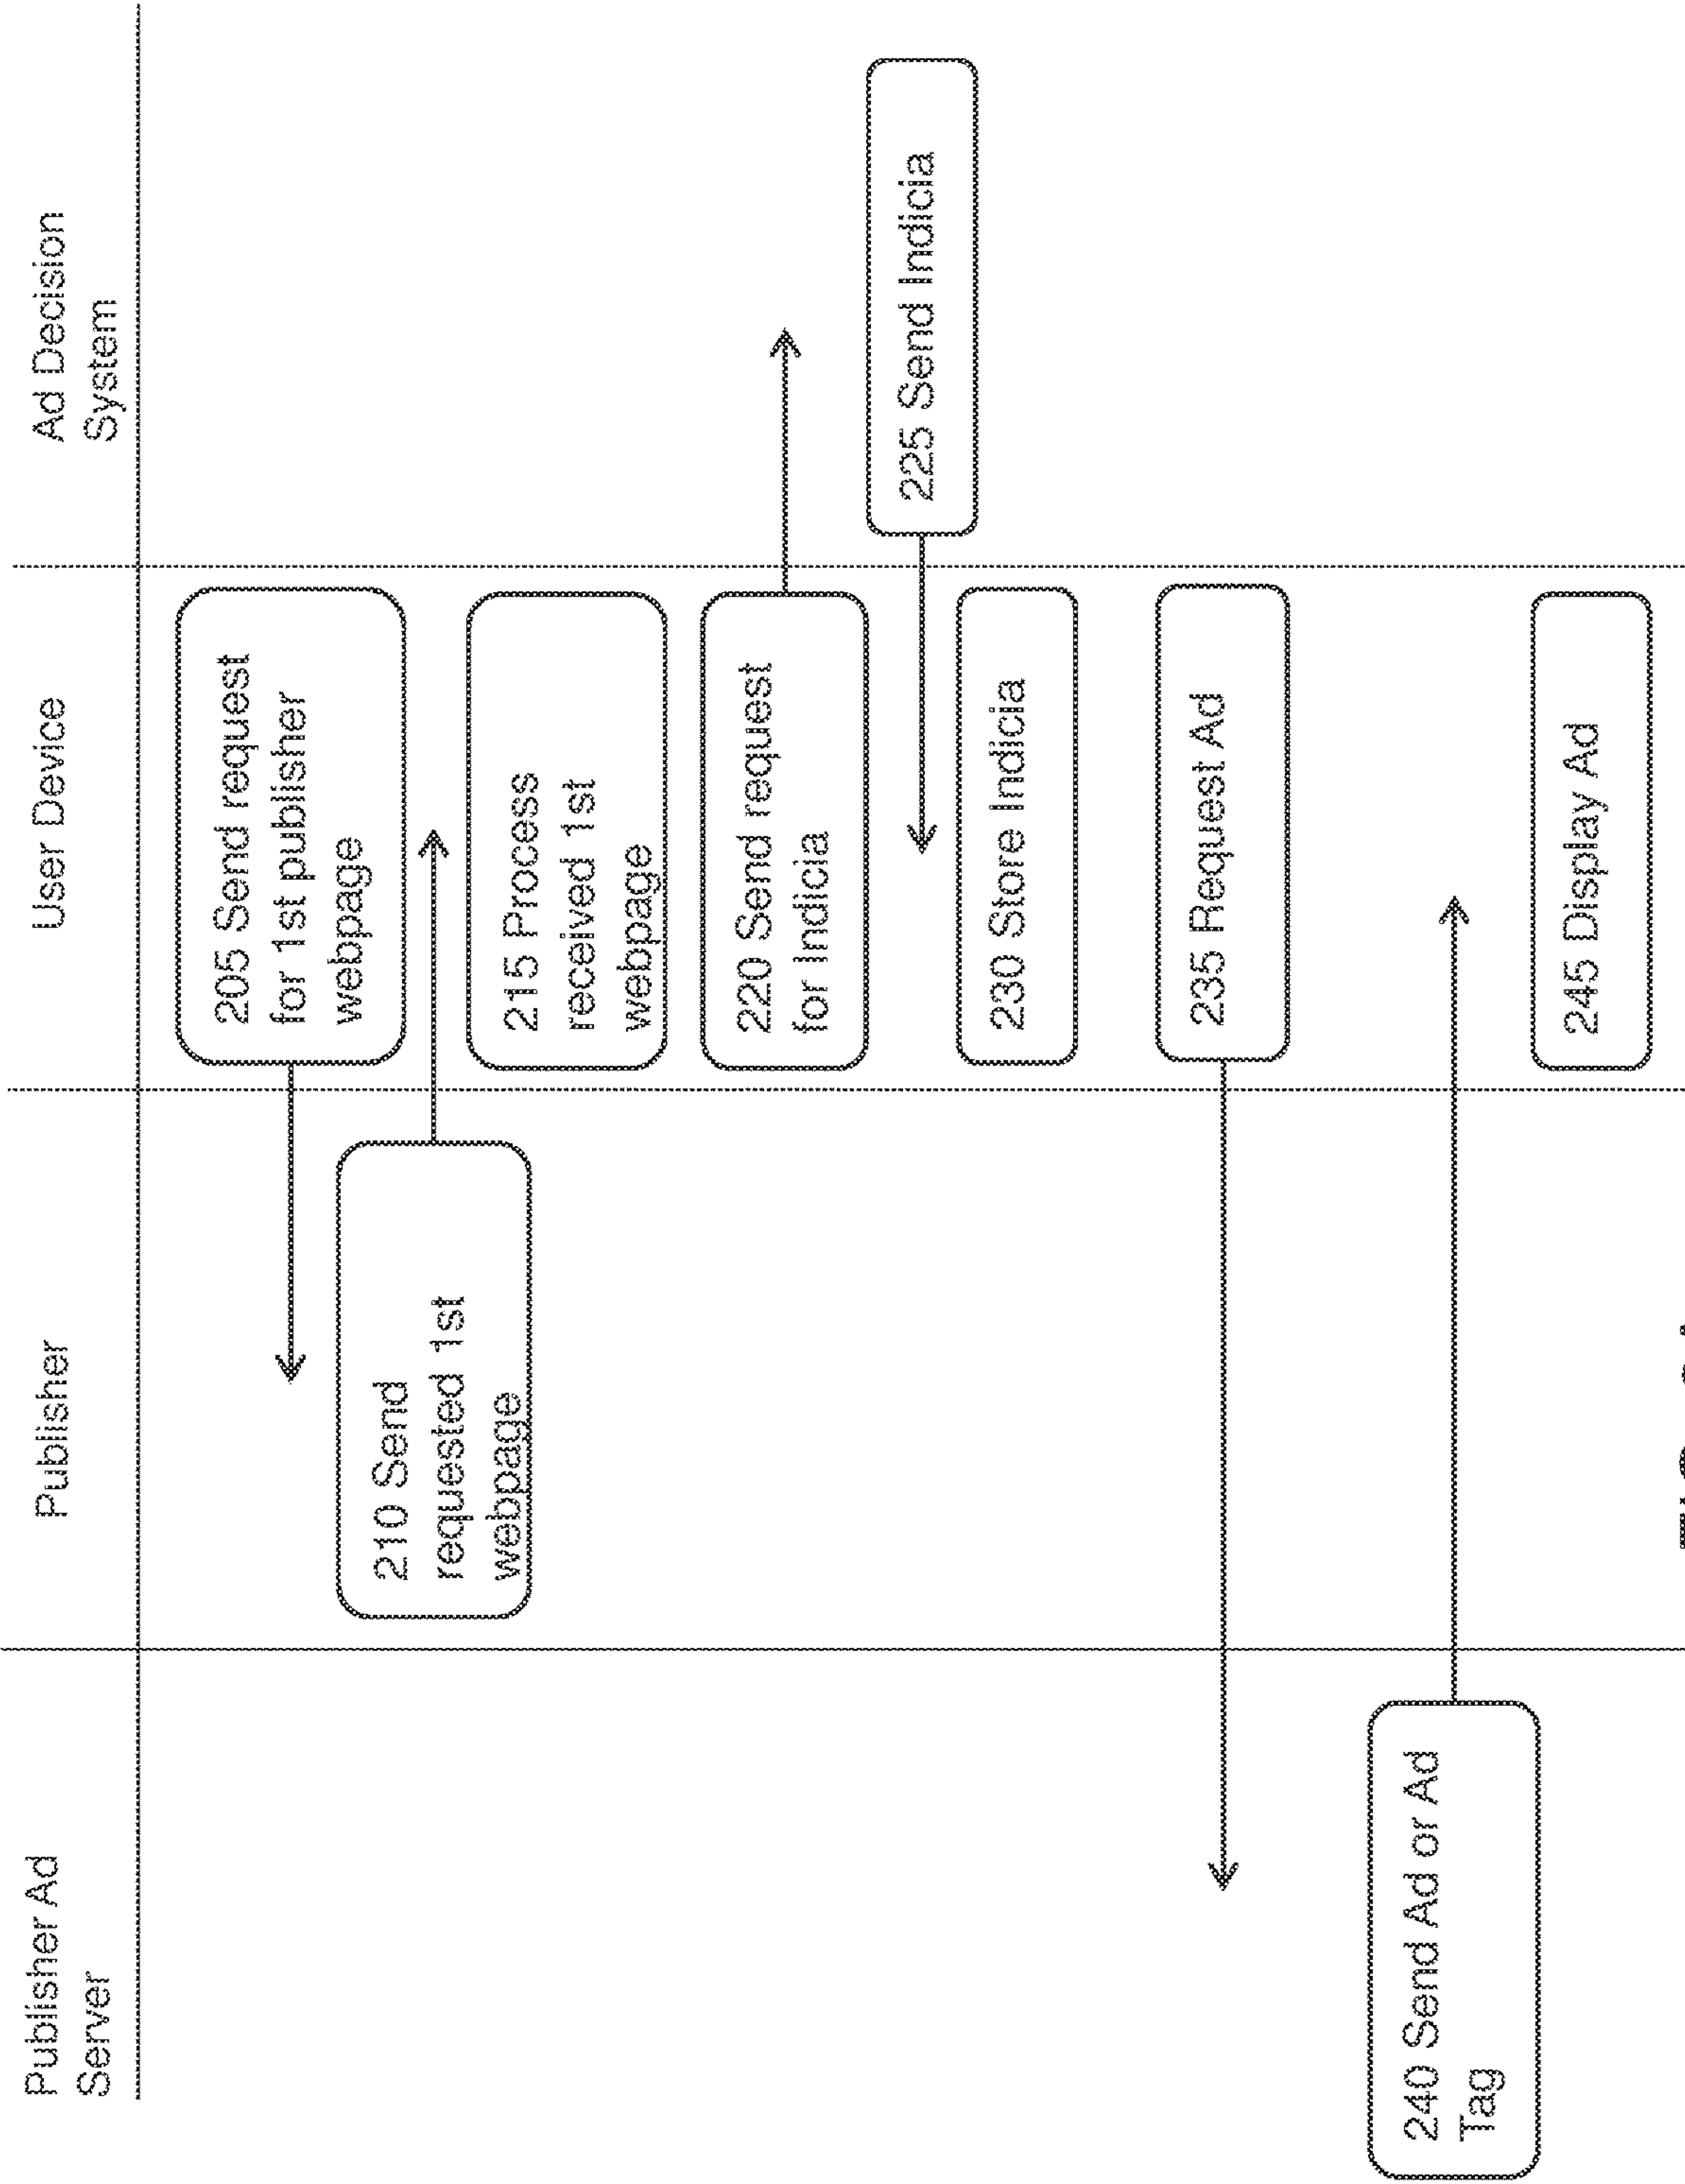 Publisher Ad
Server
Publisher
User Device
Ad Decision
System
205 Send request
for 1st publisher
webpage
210 Send
requested 1st
webpage
215 Process
received 1st
webpage
220 Send request
for Indicia
225 Send Indicia
230 Store Indicia
235 Request Ad
240 Send Ad or Ad
Tag
245 Display Ad